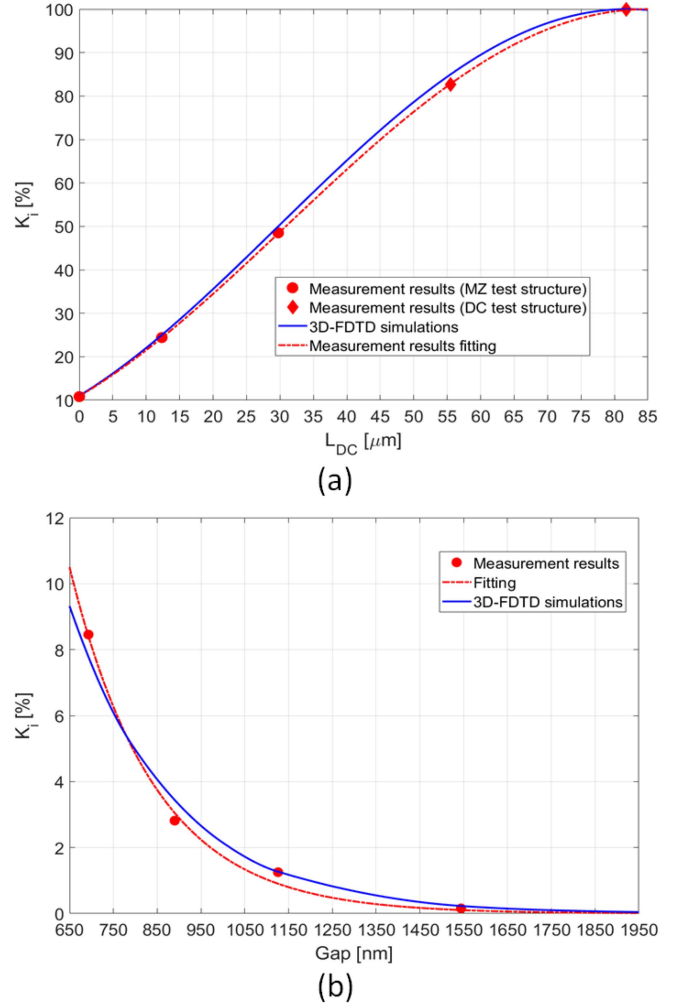 100
90
80
70
60
50
40
30
20
10
K_i [%]
Measurement results (MZ test structure)
Measurement results (DC test structure)
3D-FDTD simulations
Measurement results fitting
0 5 10 15 20 25 30 35 40 45 50 55 60 65 70 75 80 85
L_DC [μm]
(a)
12
10
8
6
4
2
0
K_i [%]
Measurement results
Fitting
3D-FDTD simulations
650 750 850 950 1050 1150 1250 1350 1450 1550 1650 1750 1850 1950
Gap [nm]
(b)